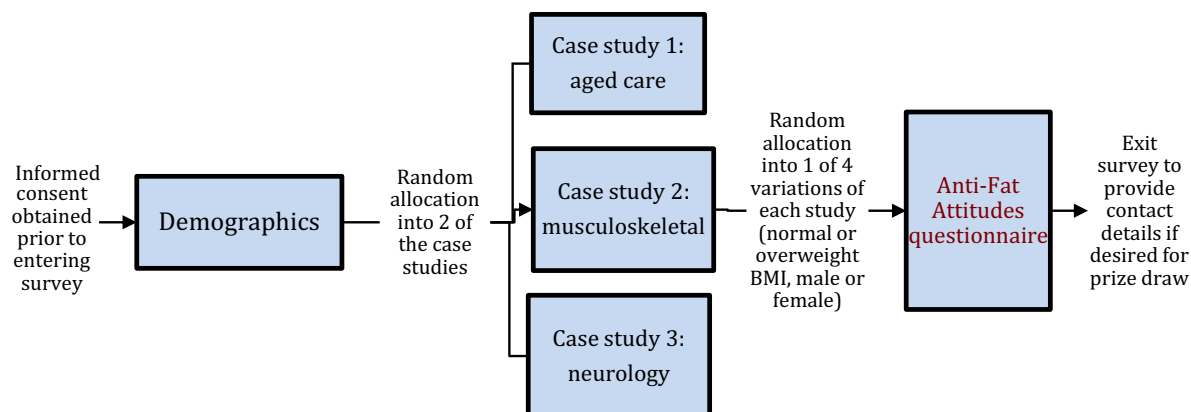 Informed
consent
obtained
prior to
entering
survey
Demographics
Random
allocation
into 2 of
the case
studies
Case study 1:
aged care
Case study 2:
musculoskeletal
Case study 3:
neurology
Random
allocation
into 1 of 4
variations of
each study
(normal or
overweight
BMI, male or
female)
Anti-Fat
Attitudes
questionnaire
Exit
survey to
provide
contact
details if
desired for
prize draw